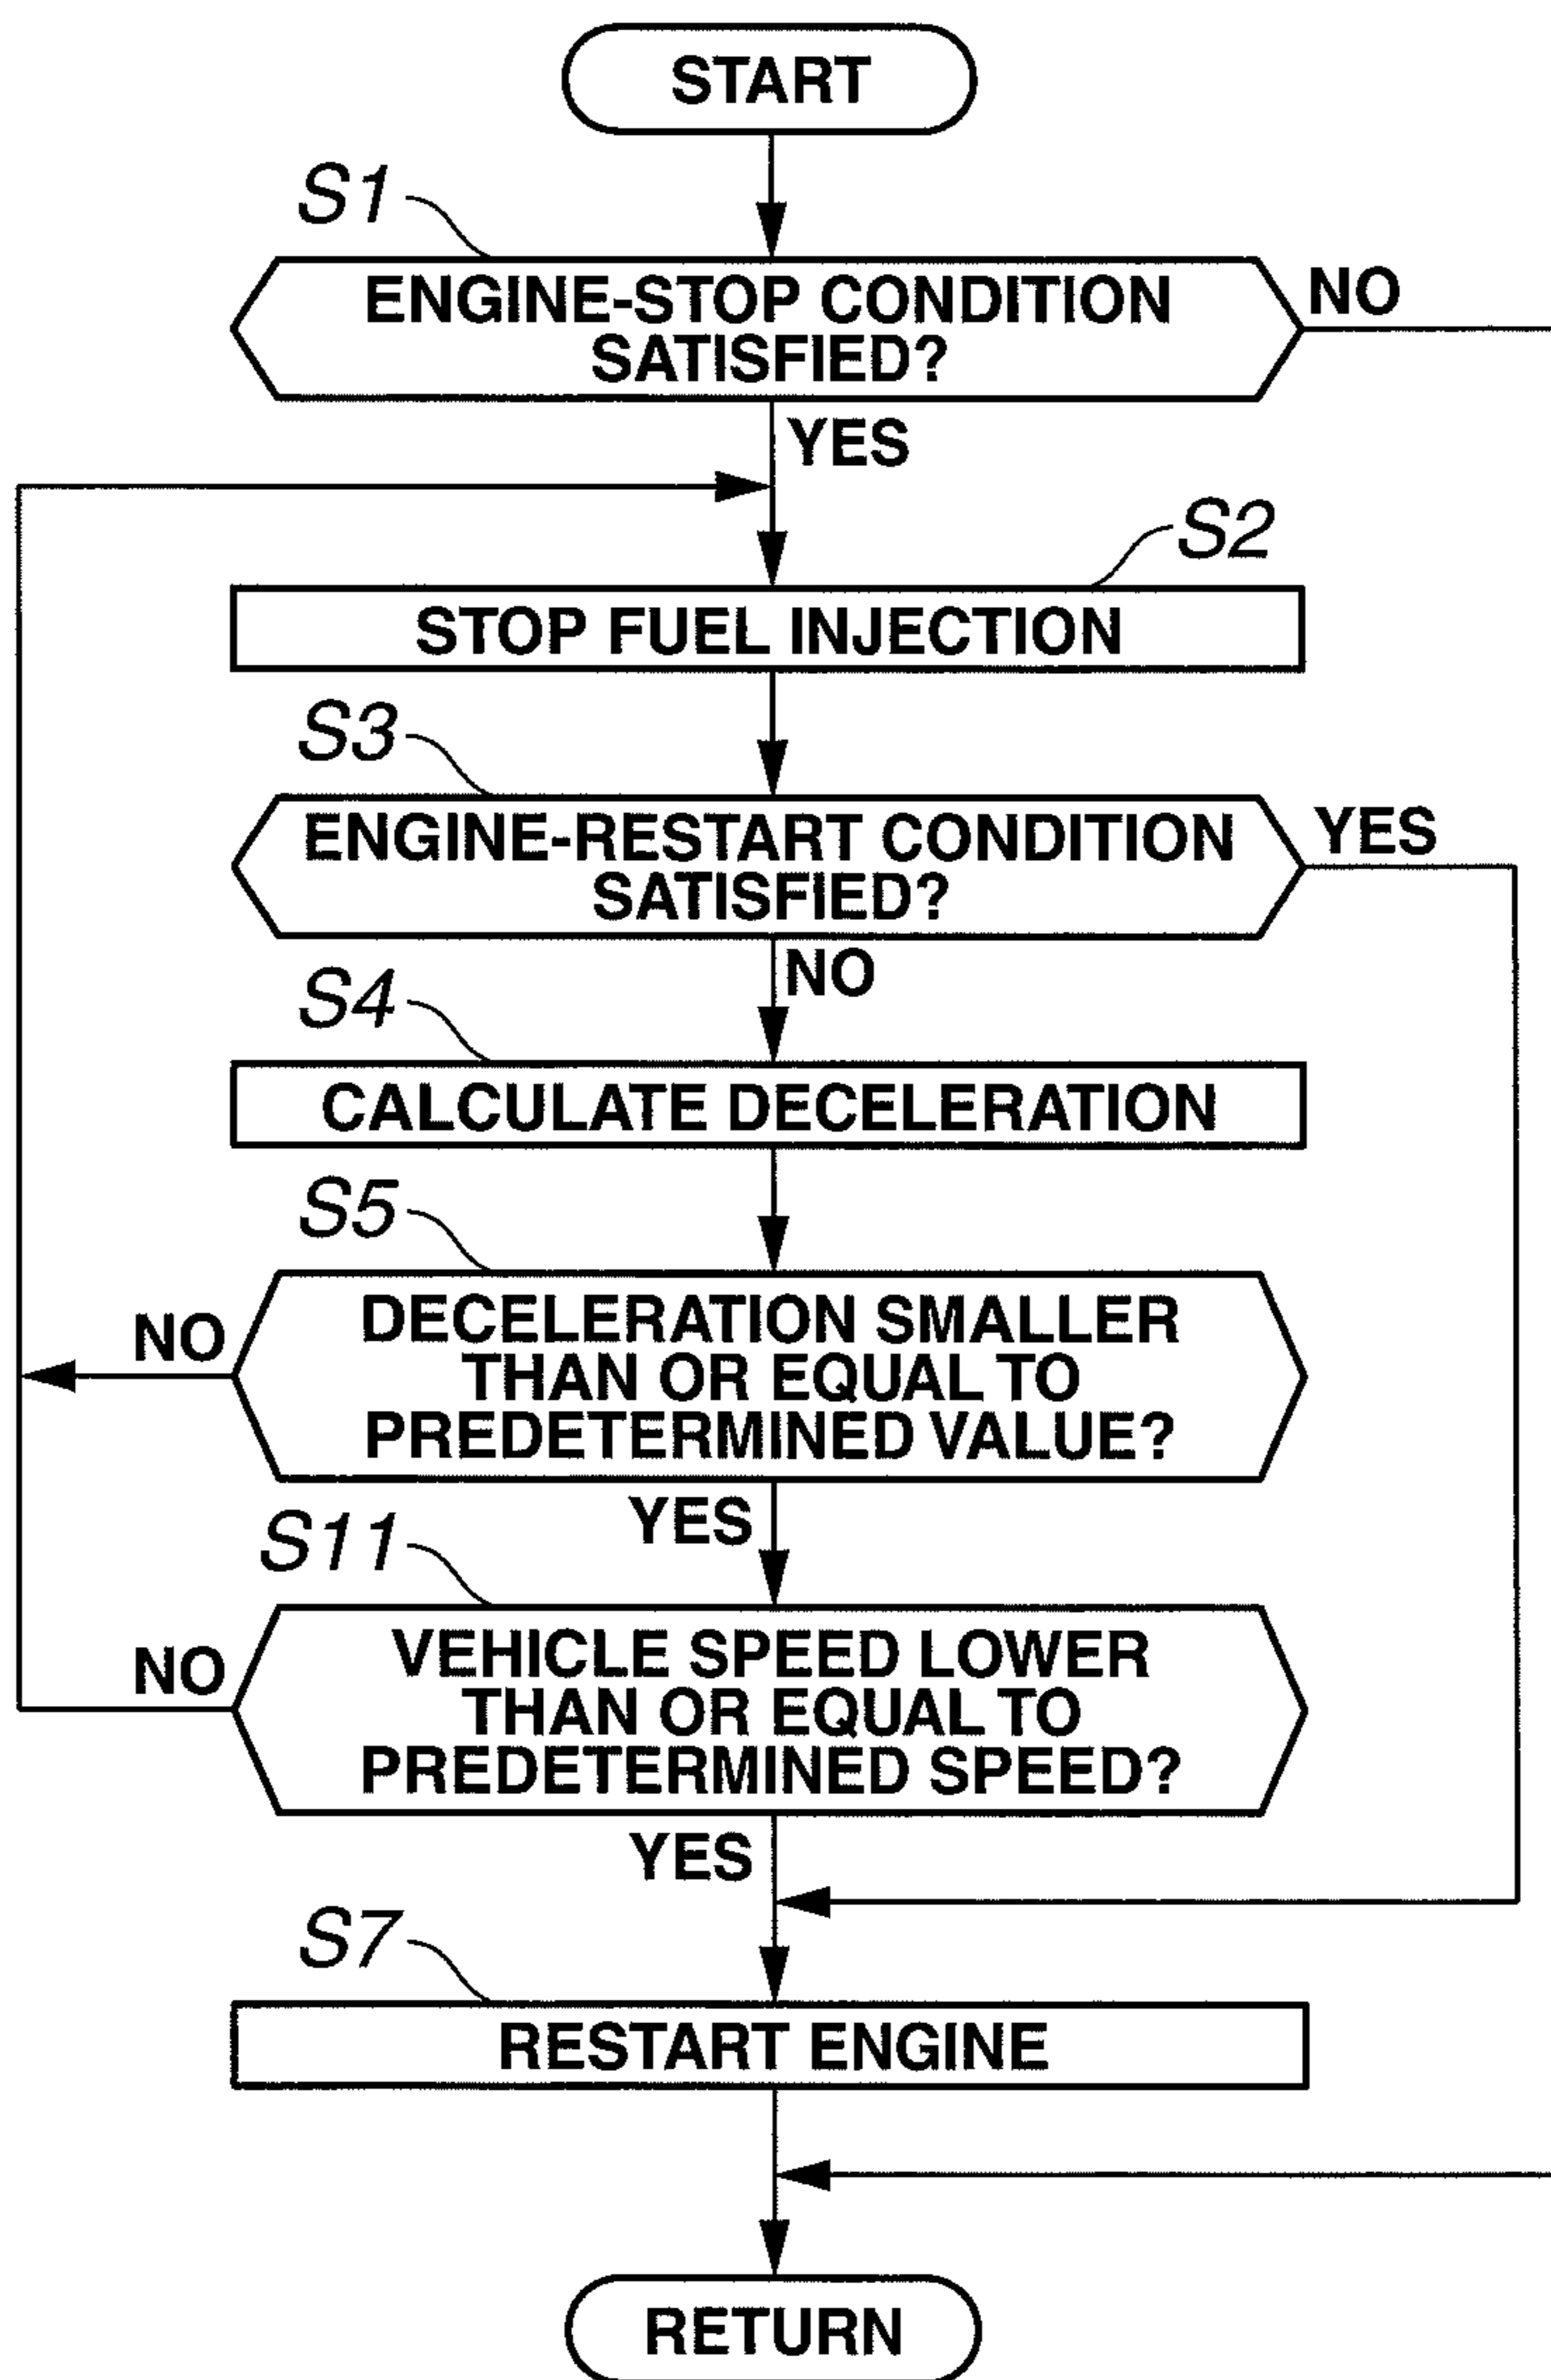 START
S1
ENGINE-STOP CONDITION
SATISFIED?
NO
YES
S2
STOP FUEL INJECTION
S3
ENGINE-RESTART CONDITION
SATISFIED?
YES
NO
S4
CALCULATE DECELERATION
S5
DECELERATION SMALLER
THAN OR EQUAL TO
PREDETERMINED VALUE?
NO
YES
S11
VEHICLE SPEED LOWER
THAN OR EQUAL TO
PREDETERMINED SPEED?
NO
YES
S7
RESTART ENGINE
RETURN